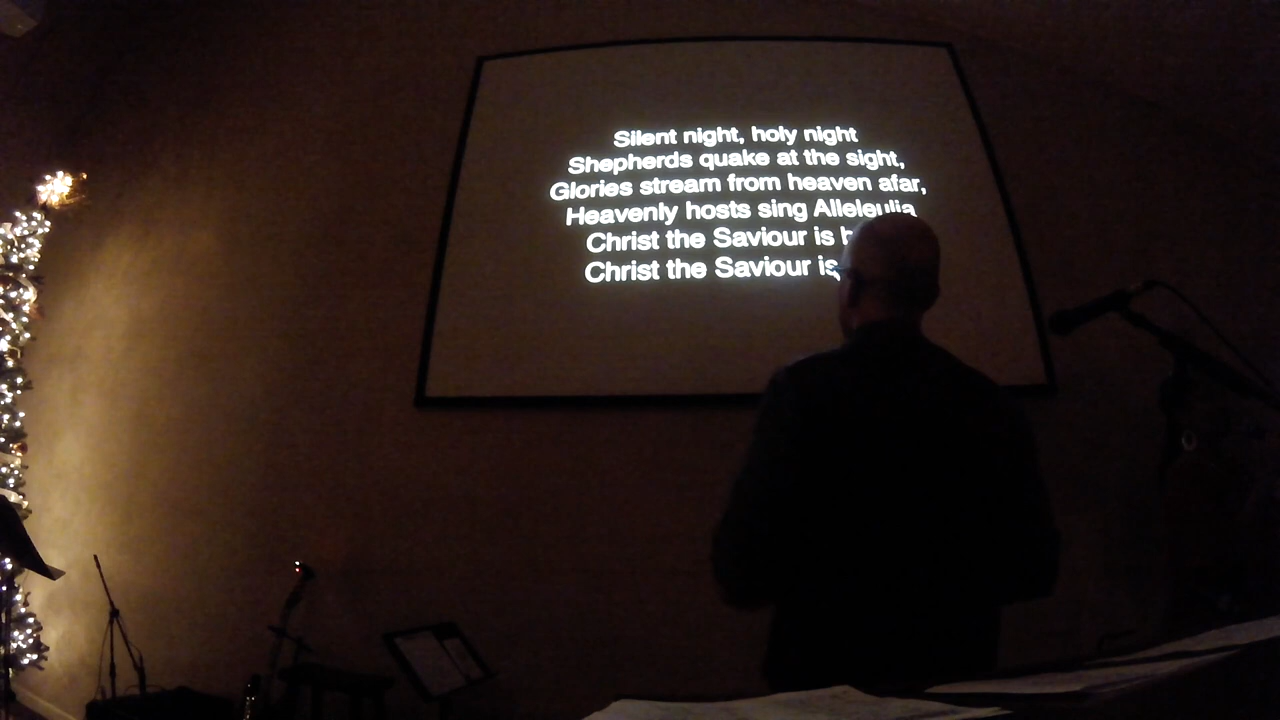 Silent night, holy night
Shepherds quake at the sight,
Glories stream from heaven afar,
Heavenly hosts sing Alleleulia
Christ the Saviour is
Christ the Saviour is